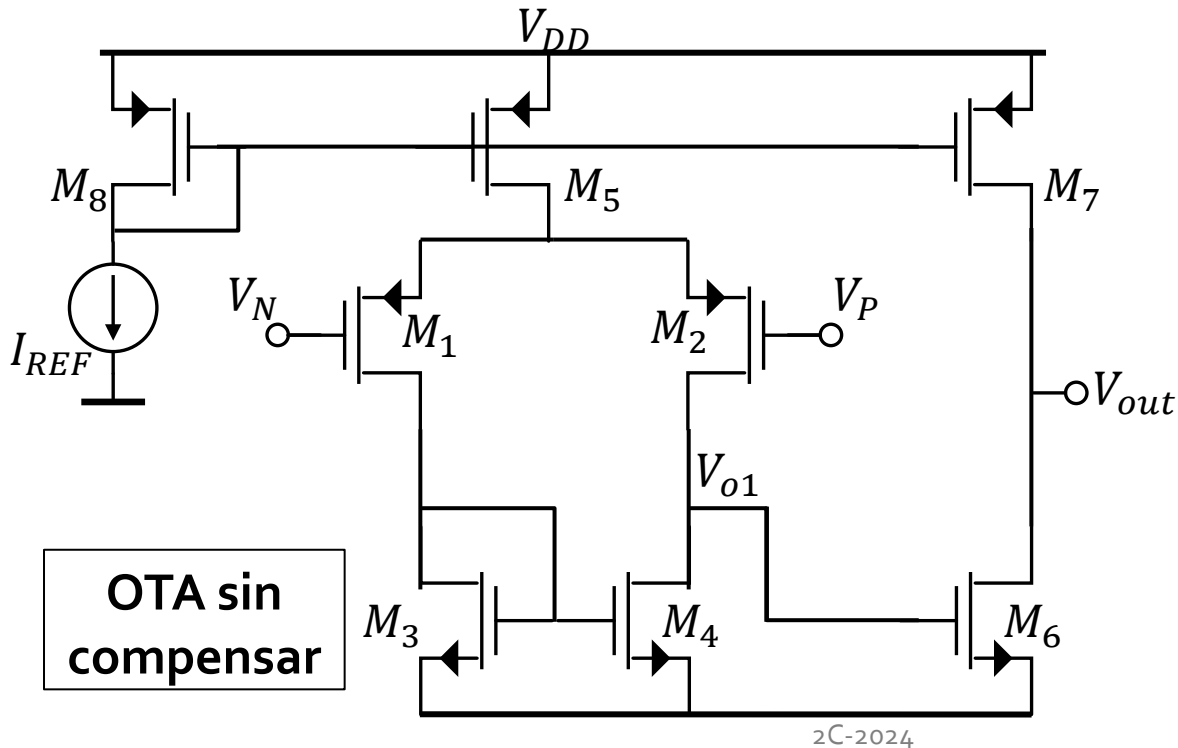 V_DD
M_8
M_5
M_7
V_N
V_P
M_1
M_2
I_REF
V_out
V_o1
OTA sin
compensar
M_3
M_4
M_6
2C-2024